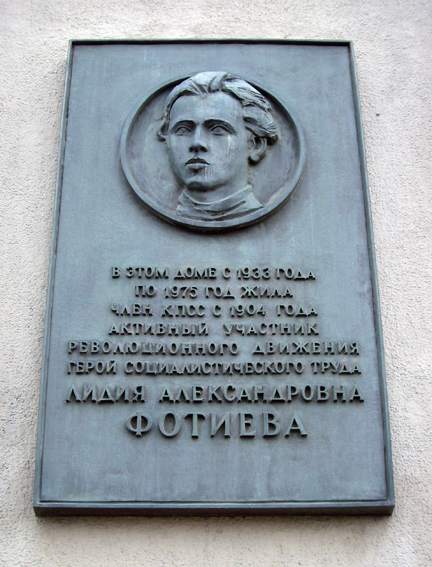 В ЭТОМ ДОМЕ С 1933 ГОДА
ПО 1975 ГОД ЖИЛА
ЧЛЕН КПСС С 1904 ГОДА
АКТИВНЫЙ УЧАСТНИК
РЕВОЛЮЦИОННОГО ДВИЖЕНИЯ
ГЕРОЙ СОЦИАЛИСТИЧЕСКОГО ТРУДА
ЛИДИЯ АЛЕКСАНДРОВНА
ФОТИЕВА